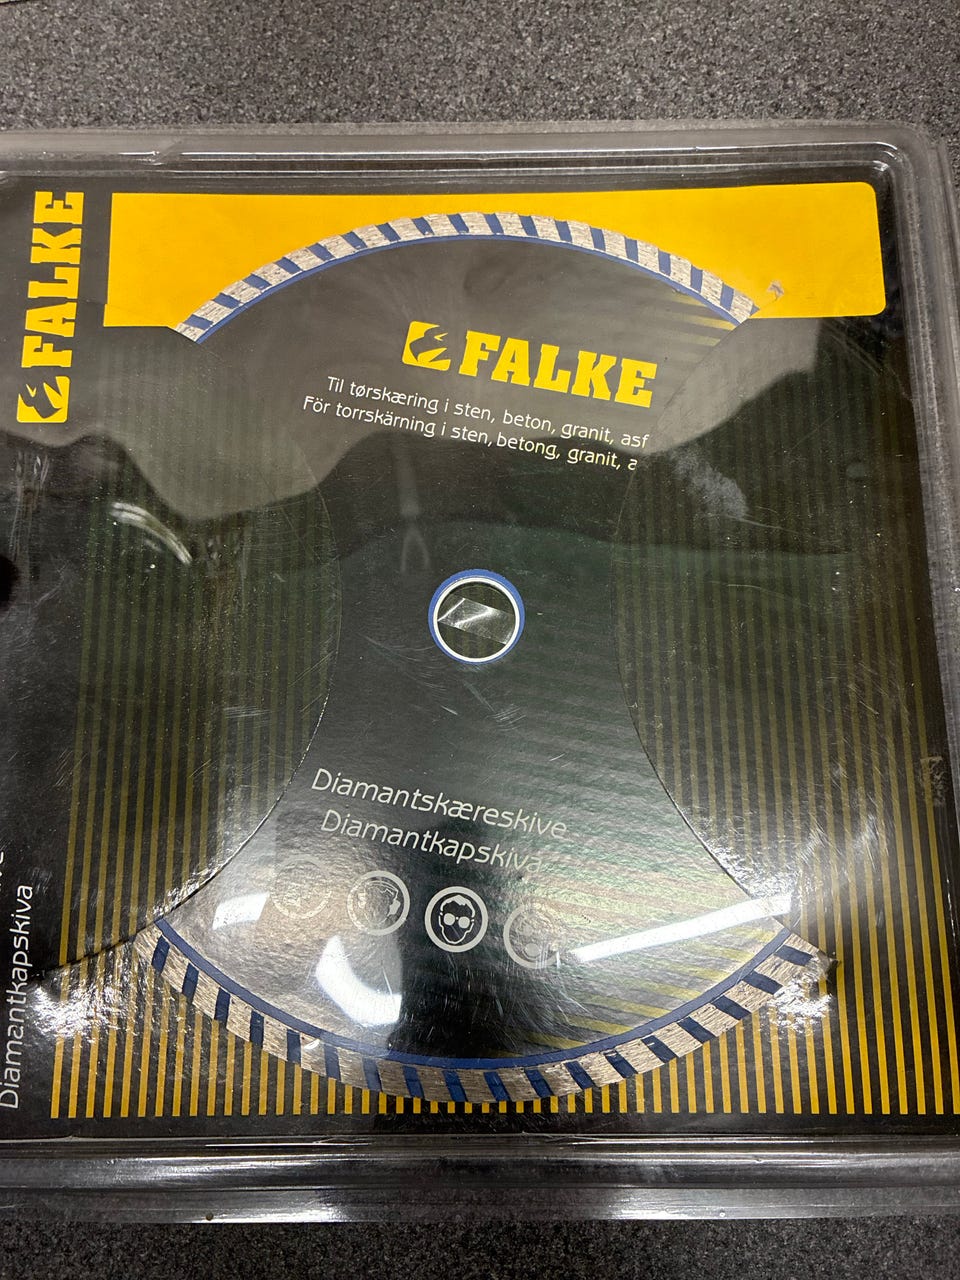 FALKE
FALKE
Til tørskæring i sten, beton, granit, asf
För torrskärning i sten, betong, granit, a
Diamantskæreskive
Diamantkapskiva
Diamantkapskiva